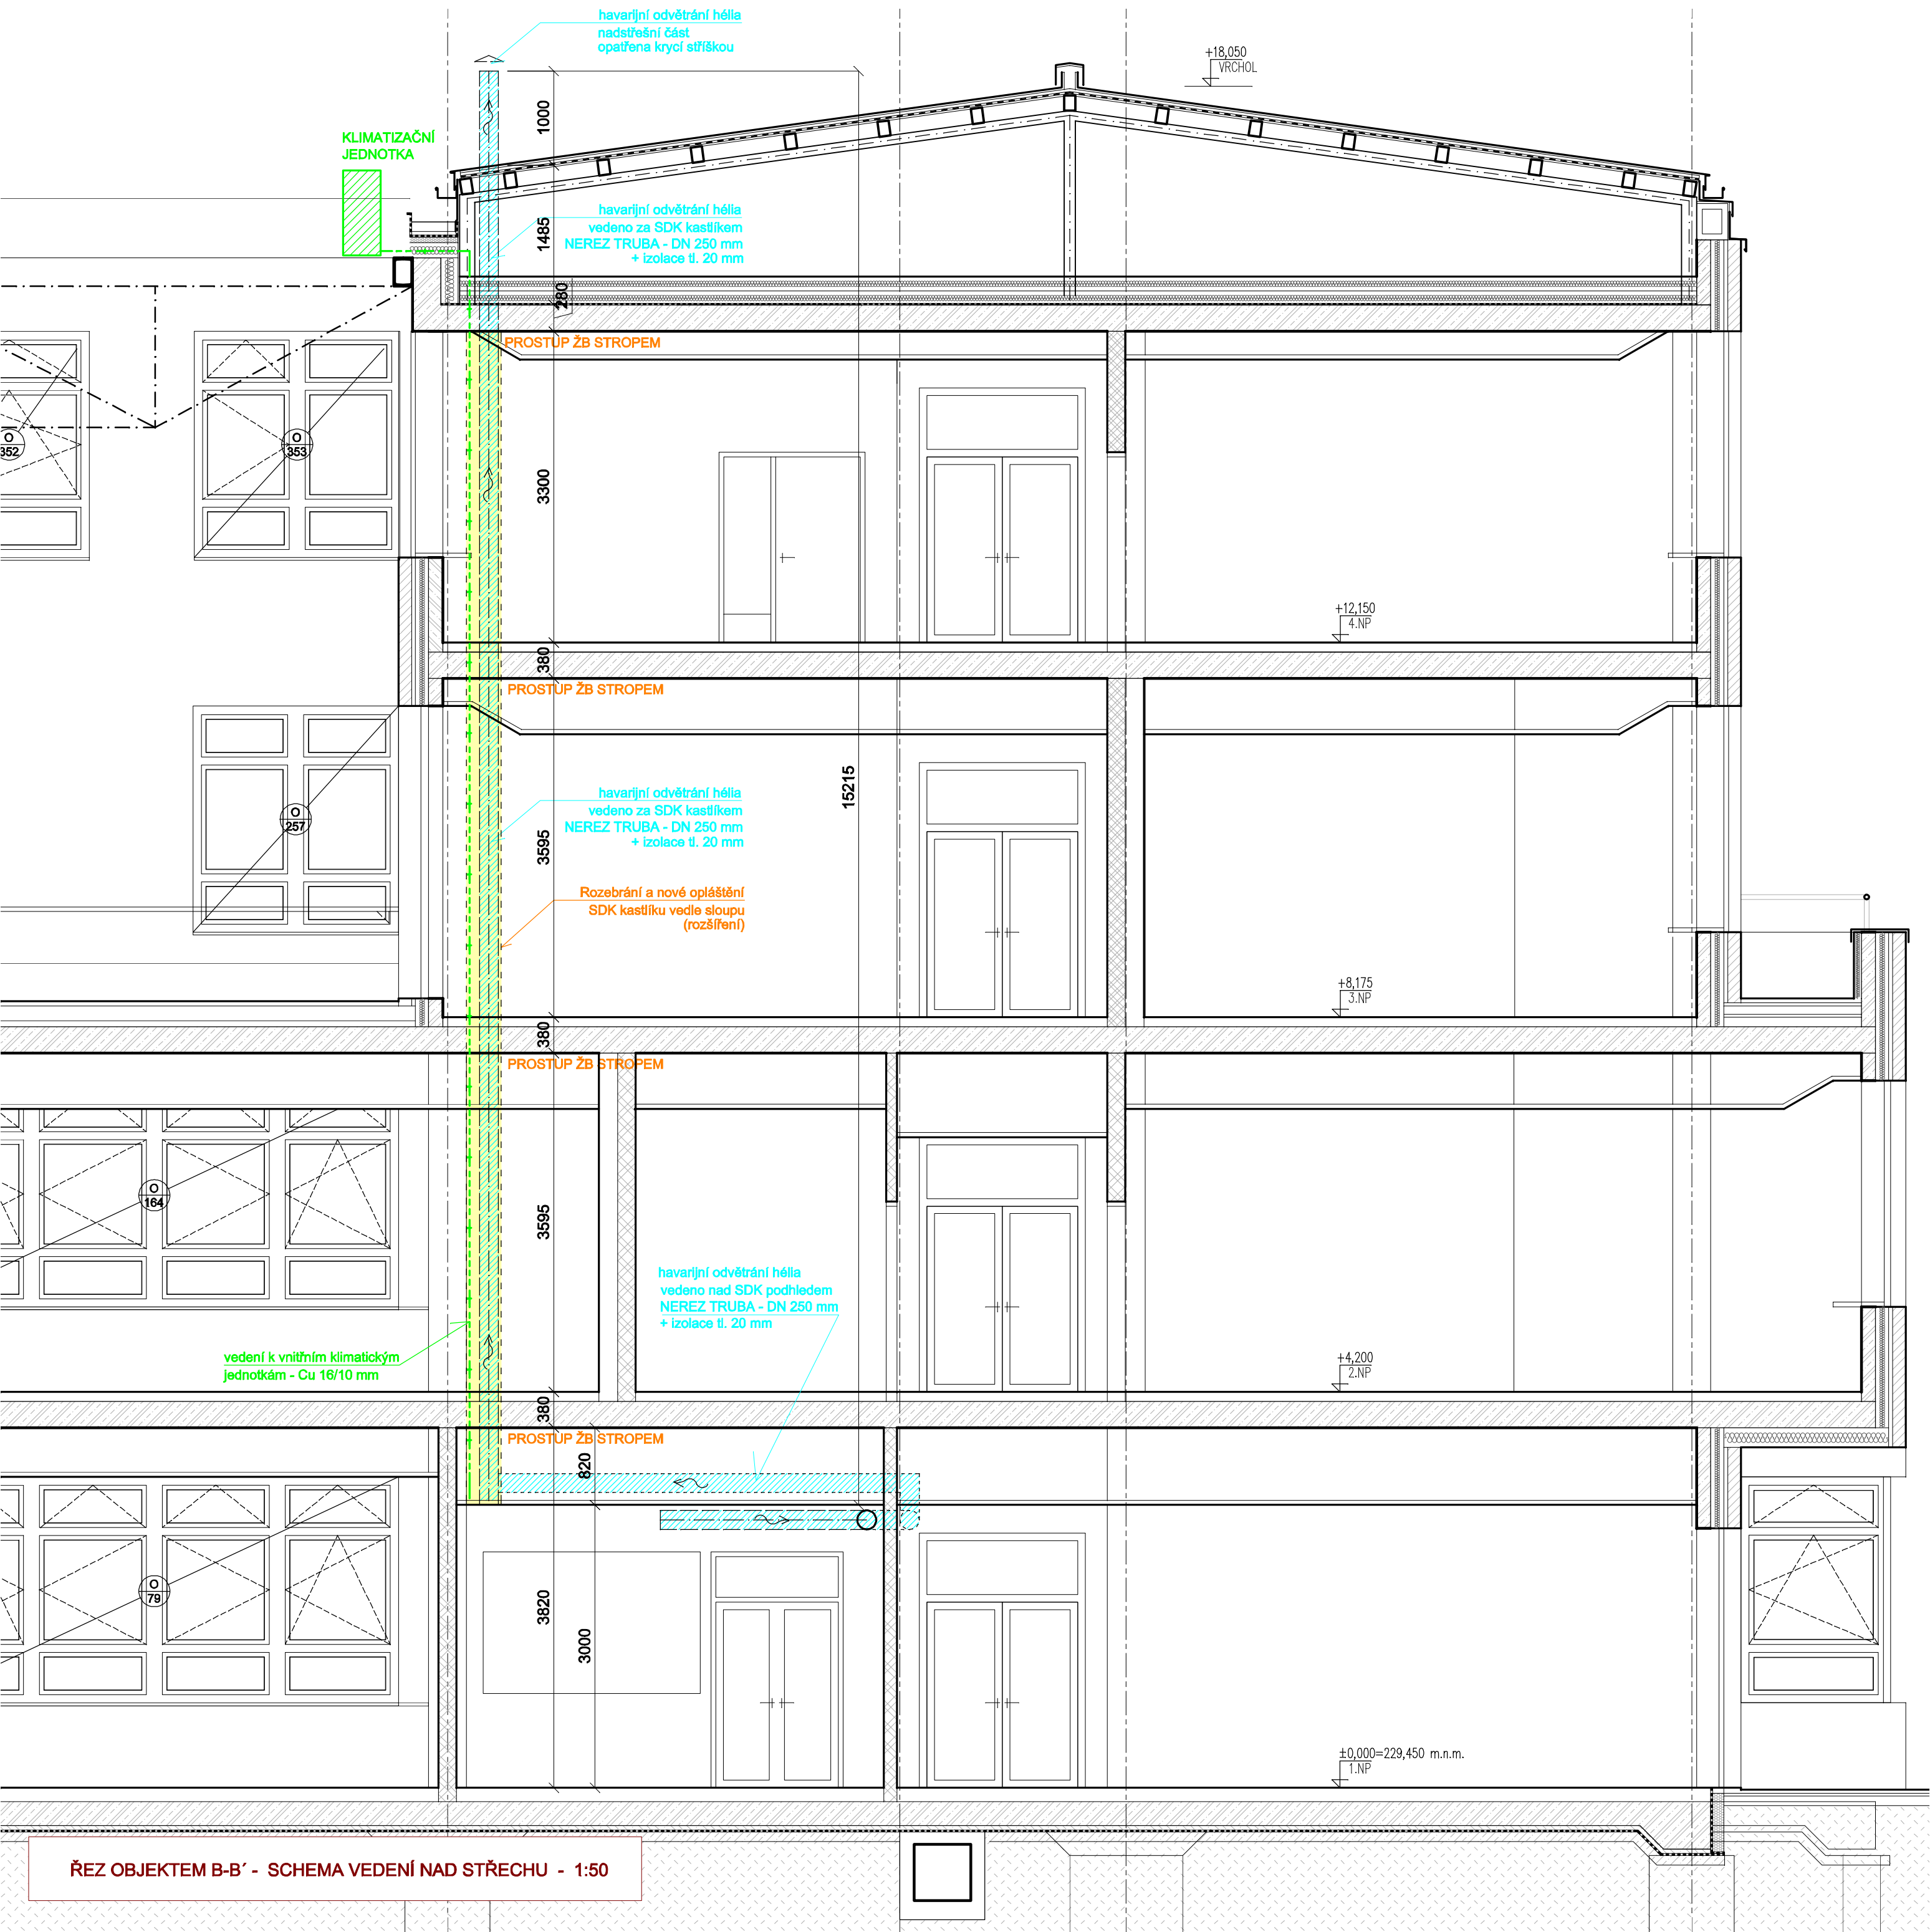 havarijní odvětrání hélia
nadstřešní část
opatřena krycí stříškou
+18,050
VRCHOL
1000
KLIMATIZAČNÍ
JEDNOTKA
havarijní odvětrání hélia
vedeno za SDK kastlíkem
NEREZ TRUBA - DN 250 mm
+ izolace tl. 20 mm
1485
280
PROSTUP ŽB STROPEM
O
352
O
353
3300
+12,150
4.NP
380
PROSTUP ŽB STROPEM
havarijní odvětrání hélia
vedeno za SDK kastlíkem
NEREZ TRUBA - DN 250 mm
+ izolace tl. 20 mm
15215
O
257
3595
Rozebrání a nové opláštění
SDK kastlíku vedle sloupu
(rozšíření)
+8,175
3.NP
380
PROSTUP ŽB STROPEM
O
164
3595
havarijní odvětrání hélia
vedeno nad SDK podhledem
NEREZ TRUBA - DN 250 mm
+ izolace tl. 20 mm
vedení k vnitřním klimatickým
jednotkám - Cu 16/10 mm
+4,200
2.NP
380
PROSTUP ŽB STROPEM
820
O
79
3820
3000
±0,000=229,450 m.n.m.
1.NP
ŘEZ OBJEKTEM B-B´ - SCHEMA VEDENÍ NAD STŘECHU - 1:50